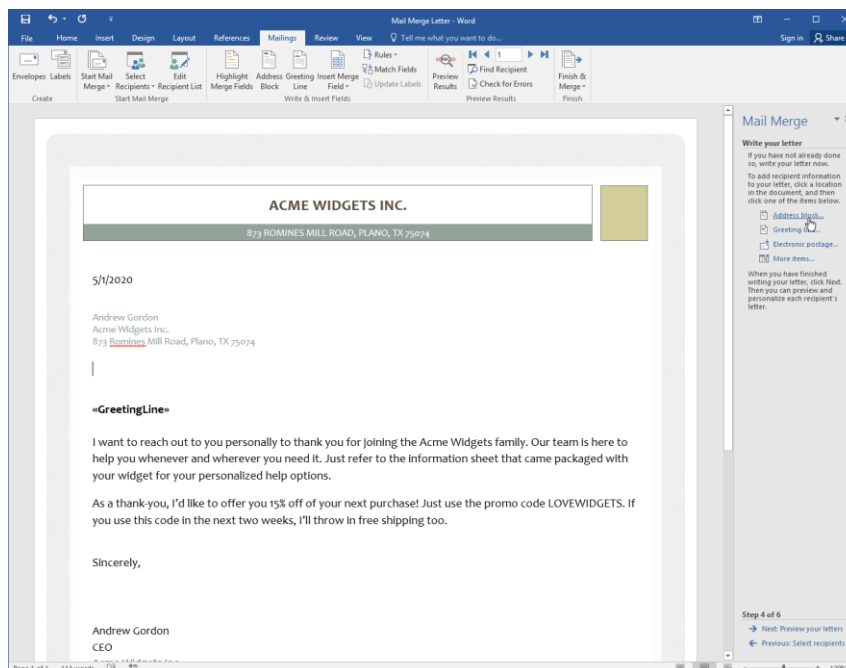 Mail Merge Letter - Word
File Home Insert Design Layout References Mailings Review View Tell me what you want to do... Sign in Share
Envelopes Labels Start Mail Merge Select Recipients Edit Recipient List Highlight Merge Fields Address Block Greeting Line Insert Merge Field Rules Match Fields Update Labels Preview Results 1 Find Recipient Check for Errors Finish & Merge
Create Start Mail Merge Write & Insert Fields Preview Results Finish
ACME WIDGETS INC.
873 ROMINES MILL ROAD, PLANO, TX 75074
5/1/2020
Andrew Gordon
Acme Widgets Inc.
873 Romines Mill Road, Plano, TX 75074
«GreetingLine»
I want to reach out to you personally to thank you for joining the Acme Widgets family. Our team is here to
help you whenever and wherever you need it. Just refer to the information sheet that came packaged with
your widget for your personalized help options.
As a thank-you, I'd like to offer you 15% off of your next purchase! Just use the promo code LOVEWIDGETS. If
you use this code in the next two weeks, I'll throw in free shipping too.
Sincerely,
Andrew Gordon
CEO
Mail Merge
Write your letter
If you have not already done
so, write your letter now.
To add recipient information
to your letter, click a location
in the document, and then
click one of the items below.
Address block...
Greeting
Electronic postage...
More items...
When you have finished
writing your letter, click Next.
Then you can preview and
personalize each recipient's
letter.
Step 4 of 6
Next: Preview your letters
Previous: Select recipients